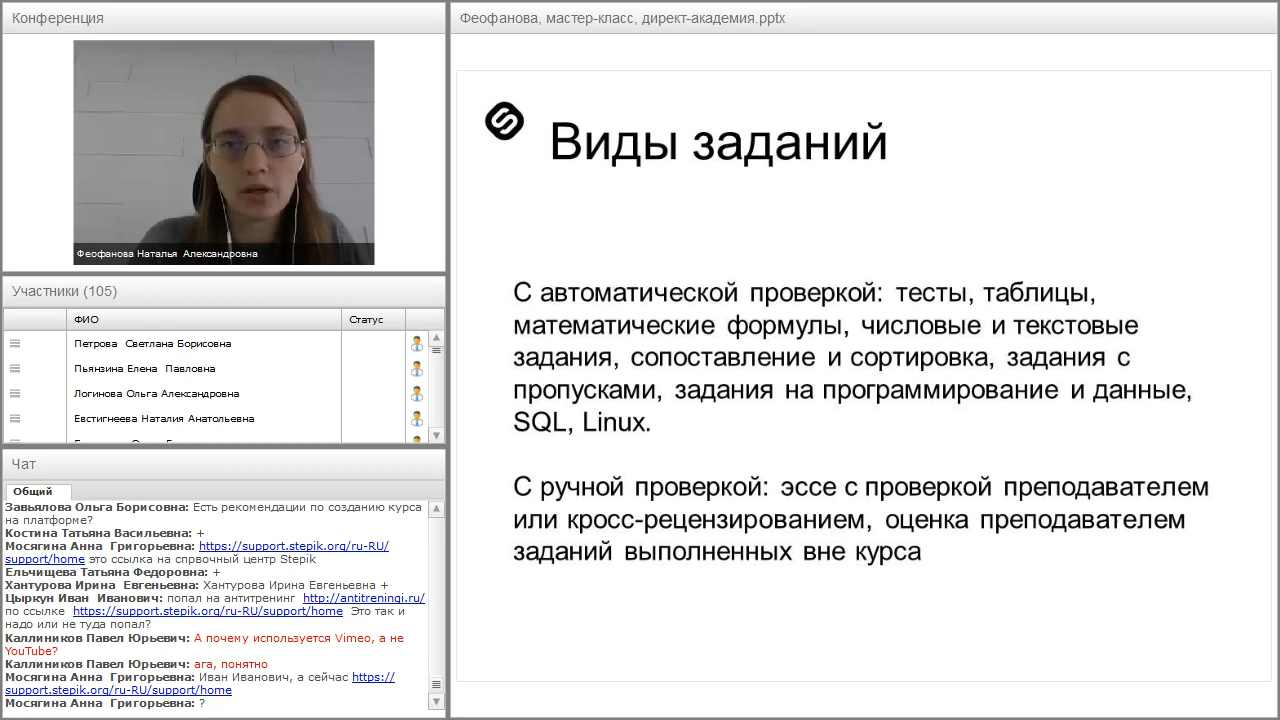 Конференция
Феофанова Наталья Александровна
Участники (105)
ФИО
Статус
Петрова Светлана Борисовна
Пьянзина Елена Павловна
Логинова Ольга Александровна
Евстигнеева Наталия Анатольевна
Чат
Общий
Завьялова Ольга Борисовна: Есть рекомендации по созданию курса
на платформе?
Костина Татьяна Васильевна: +
Мосягина Анна Григорьевна: https://support.stepik.org/ru-RU/
support/home это ссылка на спрвочный центр Stepik
Ельчищева Татьяна Федоровна: +
Хантурова Ирина Евгеньевна: Хантурова Ирина Евгеньевна +
Цыркун Иван Иванович: попал на антитренинг http://antitreningi.ru/
по ссылке https://support.stepik.org/ru-RU/support/home Это так и
надо или не туда попал?
Каллиников Павел Юрьевич: А почему используется Vimeo, а не
YouTube?
Каллиников Павел Юрьевич: ага, понятно
Мосягина Анна Григорьевна: Иван Иванович, а сейчас https://
support.stepik.org/ru-RU/support/home
Мосягина Анна Григорьевна: ?
Феофанова, мастер-класс, директ-академия.pptx
Виды заданий
С автоматической проверкой: тесты, таблицы,
математические формулы, числовые и текстовые
задания, сопоставление и сортировка, задания с
пропусками, задания на программирование и данные,
SQL, Linux.
С ручной проверкой: эссе с проверкой преподавателем
или кросс-рецензированием, оценка преподавателем
заданий выполненных вне курса